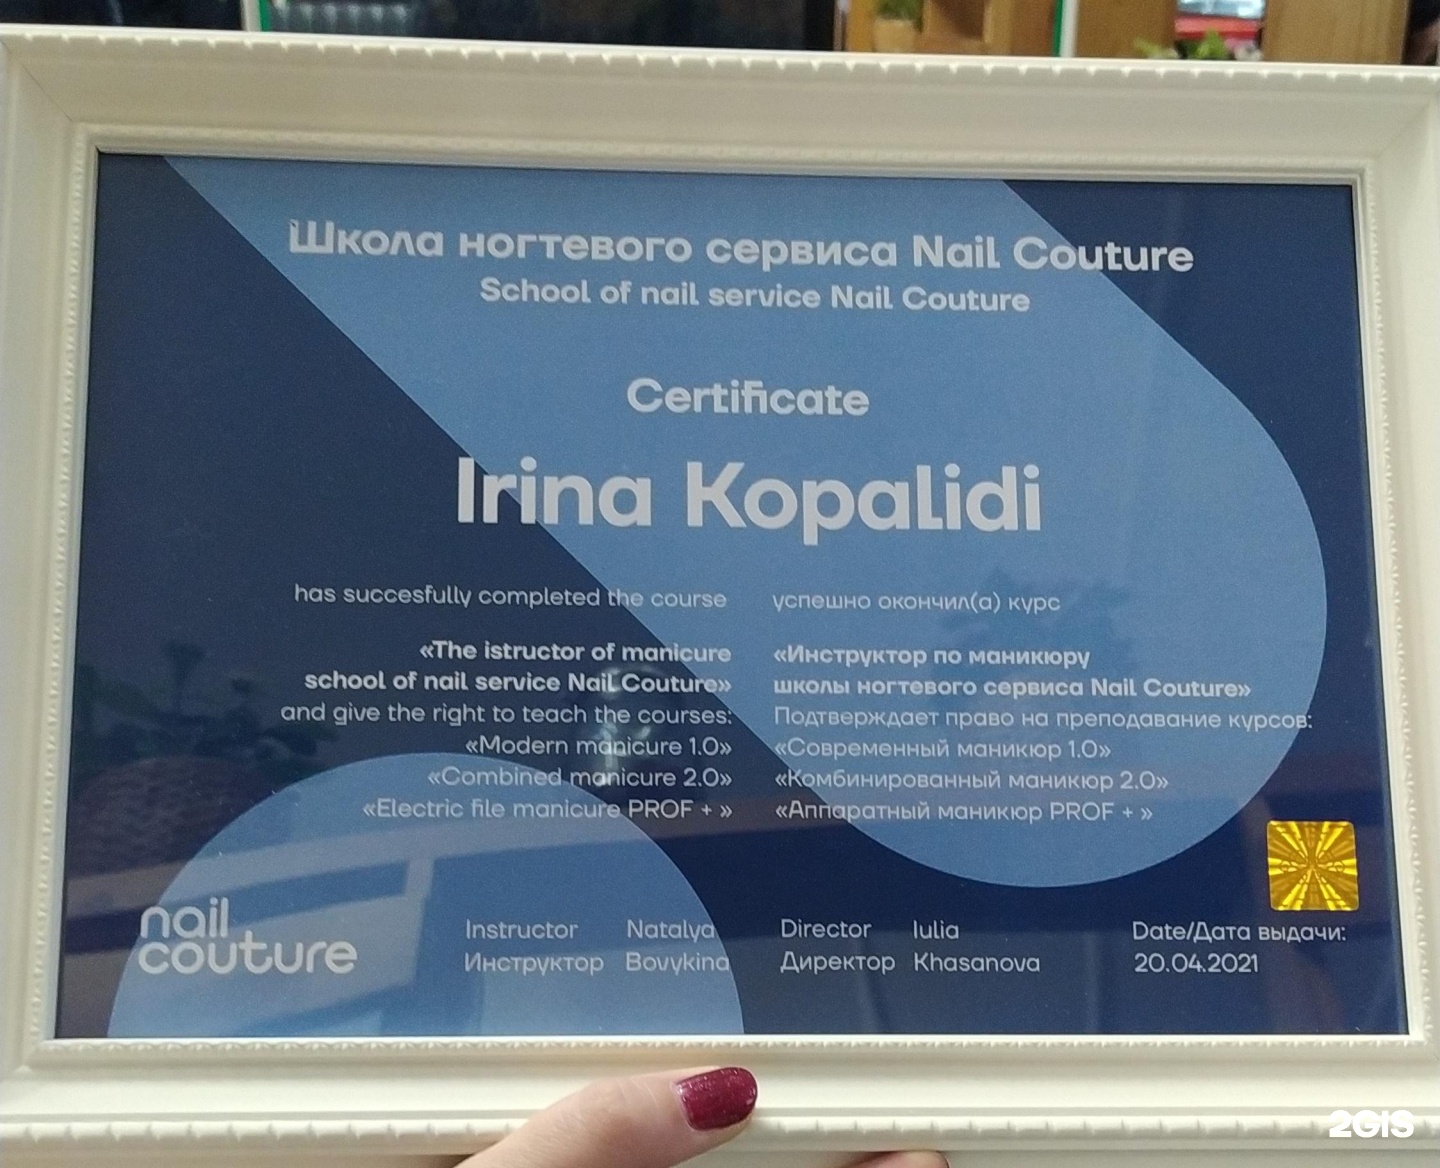 Школа ногтевого сервиса Nail Couture
School of nail service Nail Couture
Certificate
Irina Kopalidi
has succesfully completed the course
«The istructor of manicure
school of nail service Nail Couture»
and give the right to teach the courses:
«Modern manicure 1.0»
«Combined manicure 2.0»
«Electric file manicure PROF + »
успешно окончил(а) курс
«Инструктор по маникюру
школы ногтевого сервиса Nail Couture»
Подтверждает право на преподавание курсов:
«Современный маникюр 1.0»
«Комбинированный маникюр 2.0»
«Аппаратный маникюр PROF + »
nail
couture
Instructor Natalya
Инструктор Bovykina
Director Iulia
Директор Khasanova
Date/Дата выдачи:
20.04.2021
2GIS